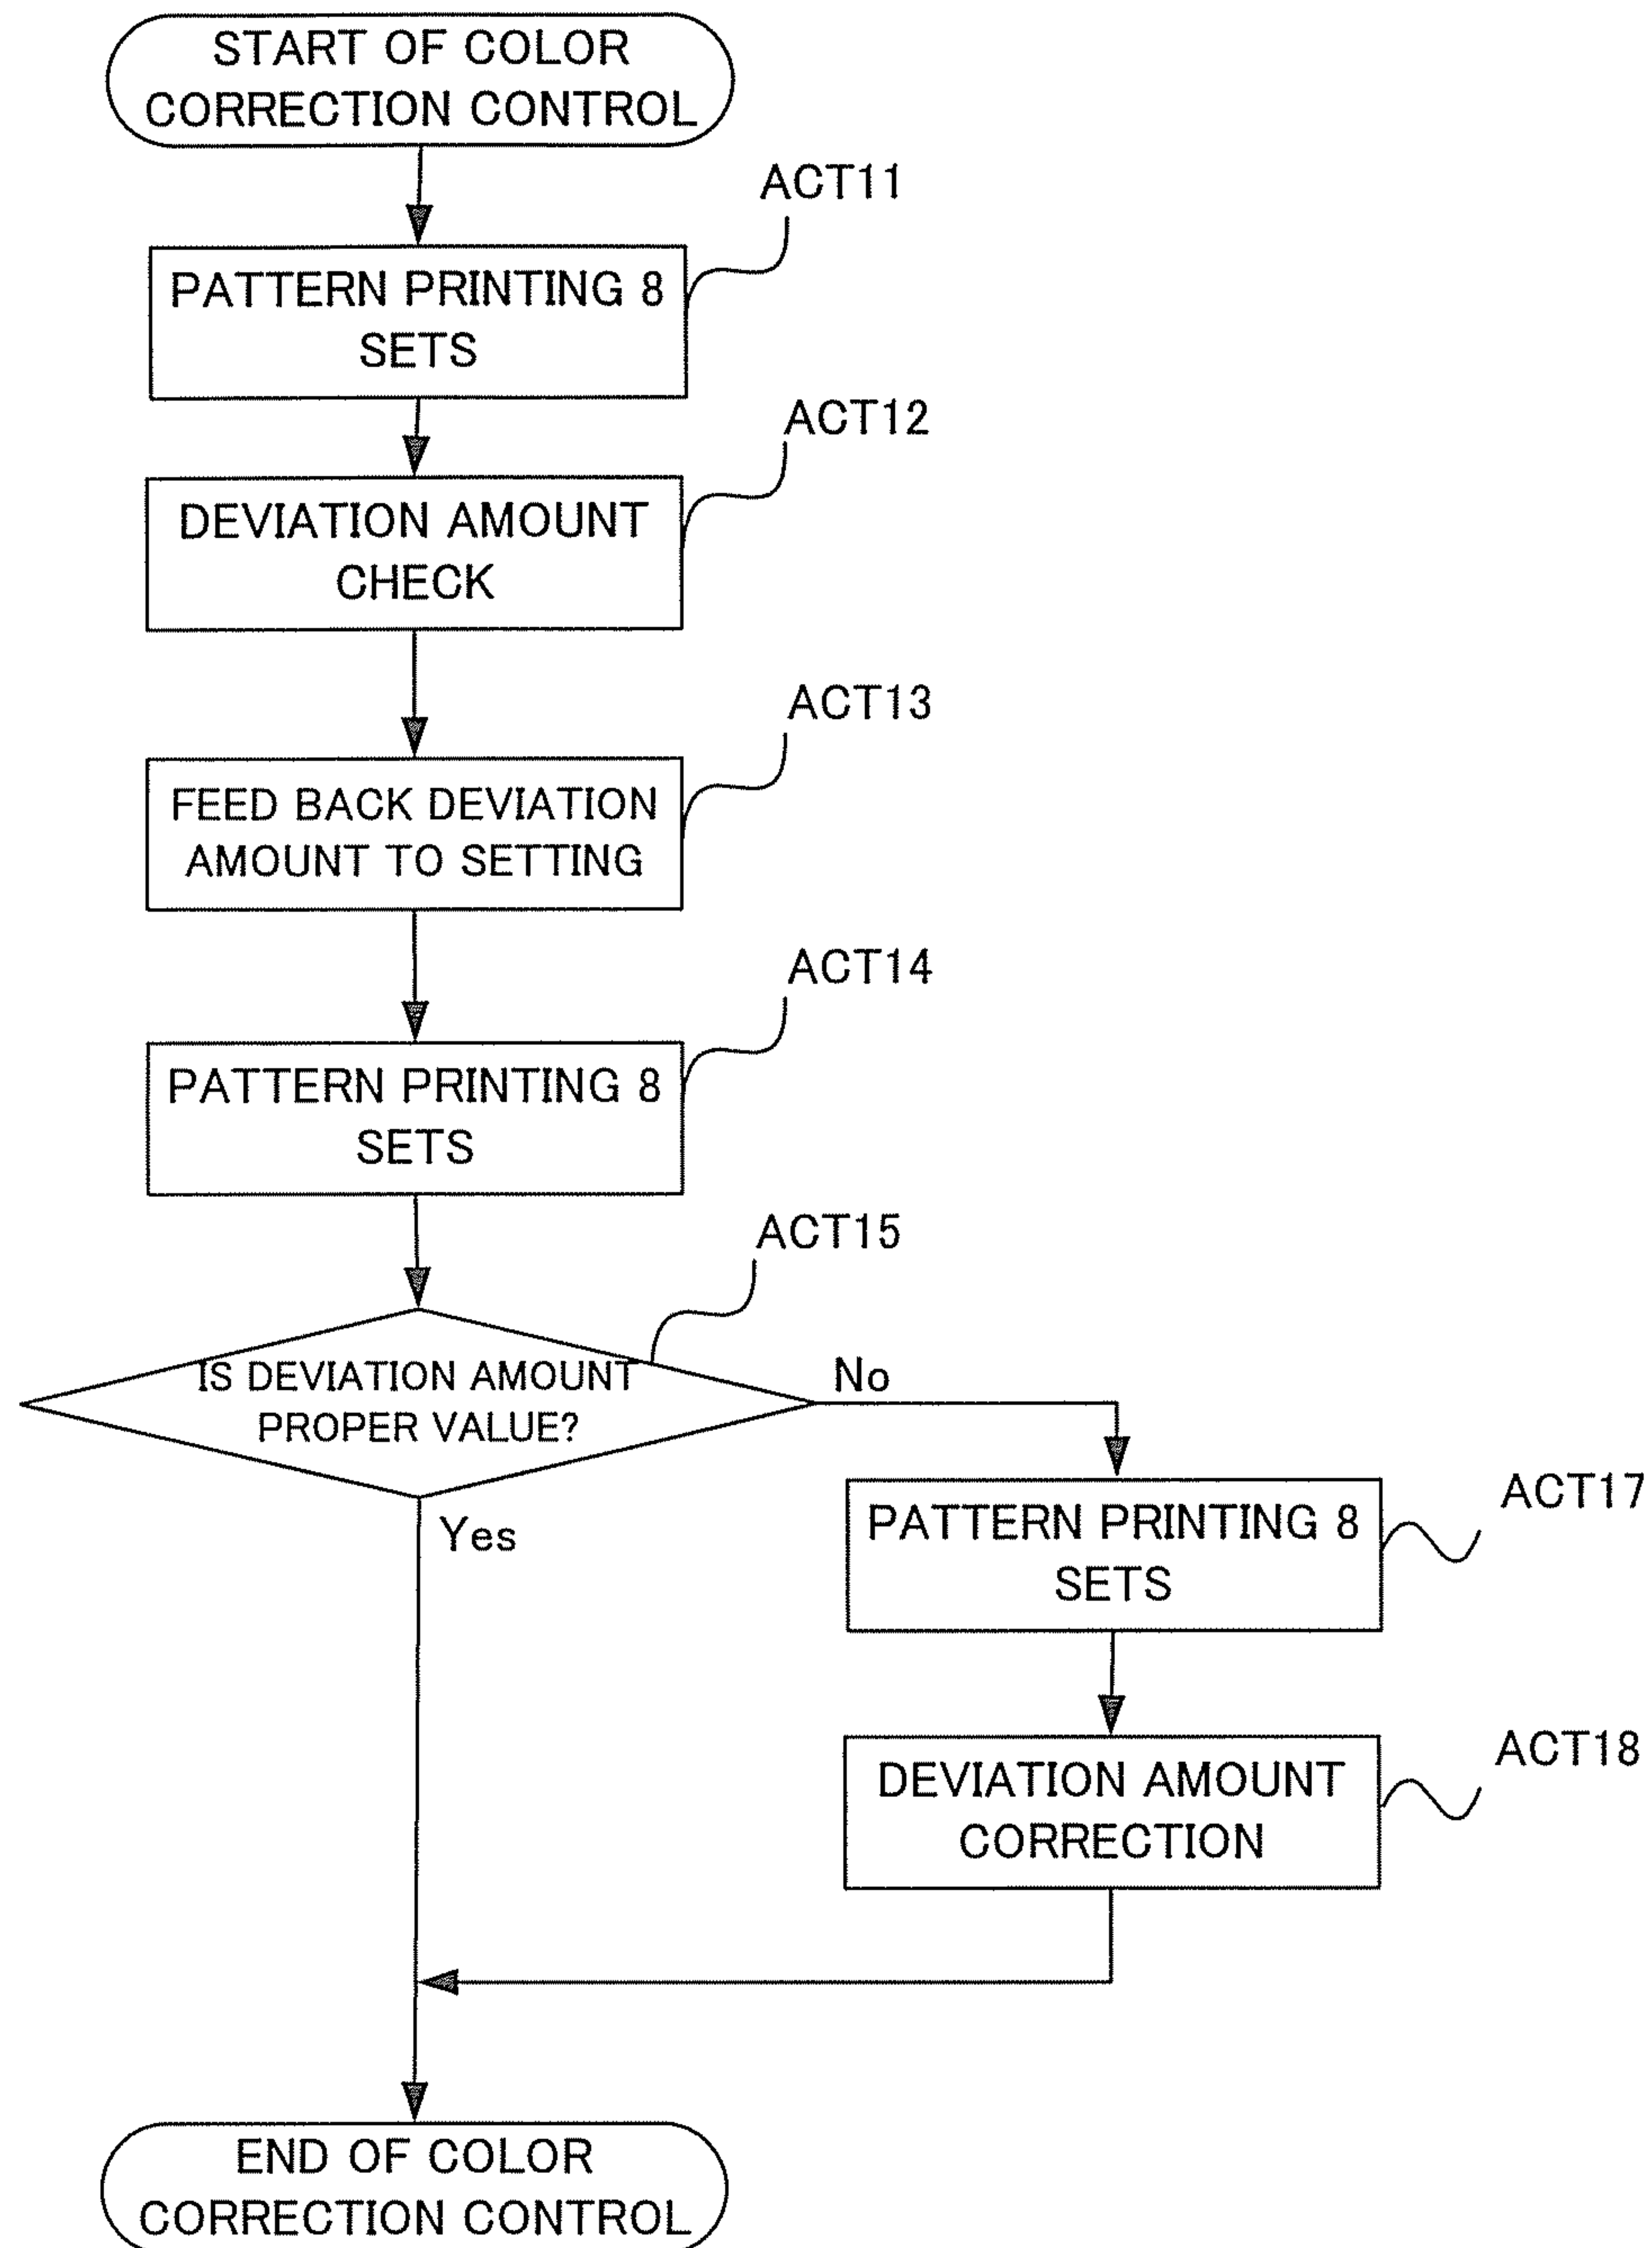 START OF COLOR
CORRECTION CONTROL
ACT11
PATTERN PRINTING 8
SETS
ACT12
DEVIATION AMOUNT
CHECK
ACT13
FEED BACK DEVIATION
AMOUNT TO SETTING
ACT14
PATTERN PRINTING 8
SETS
ACT15
IS DEVIATION AMOUNT
PROPER VALUE?
No
Yes
ACT17
PATTERN PRINTING 8
SETS
ACT18
DEVIATION AMOUNT
CORRECTION
END OF COLOR
CORRECTION CONTROL